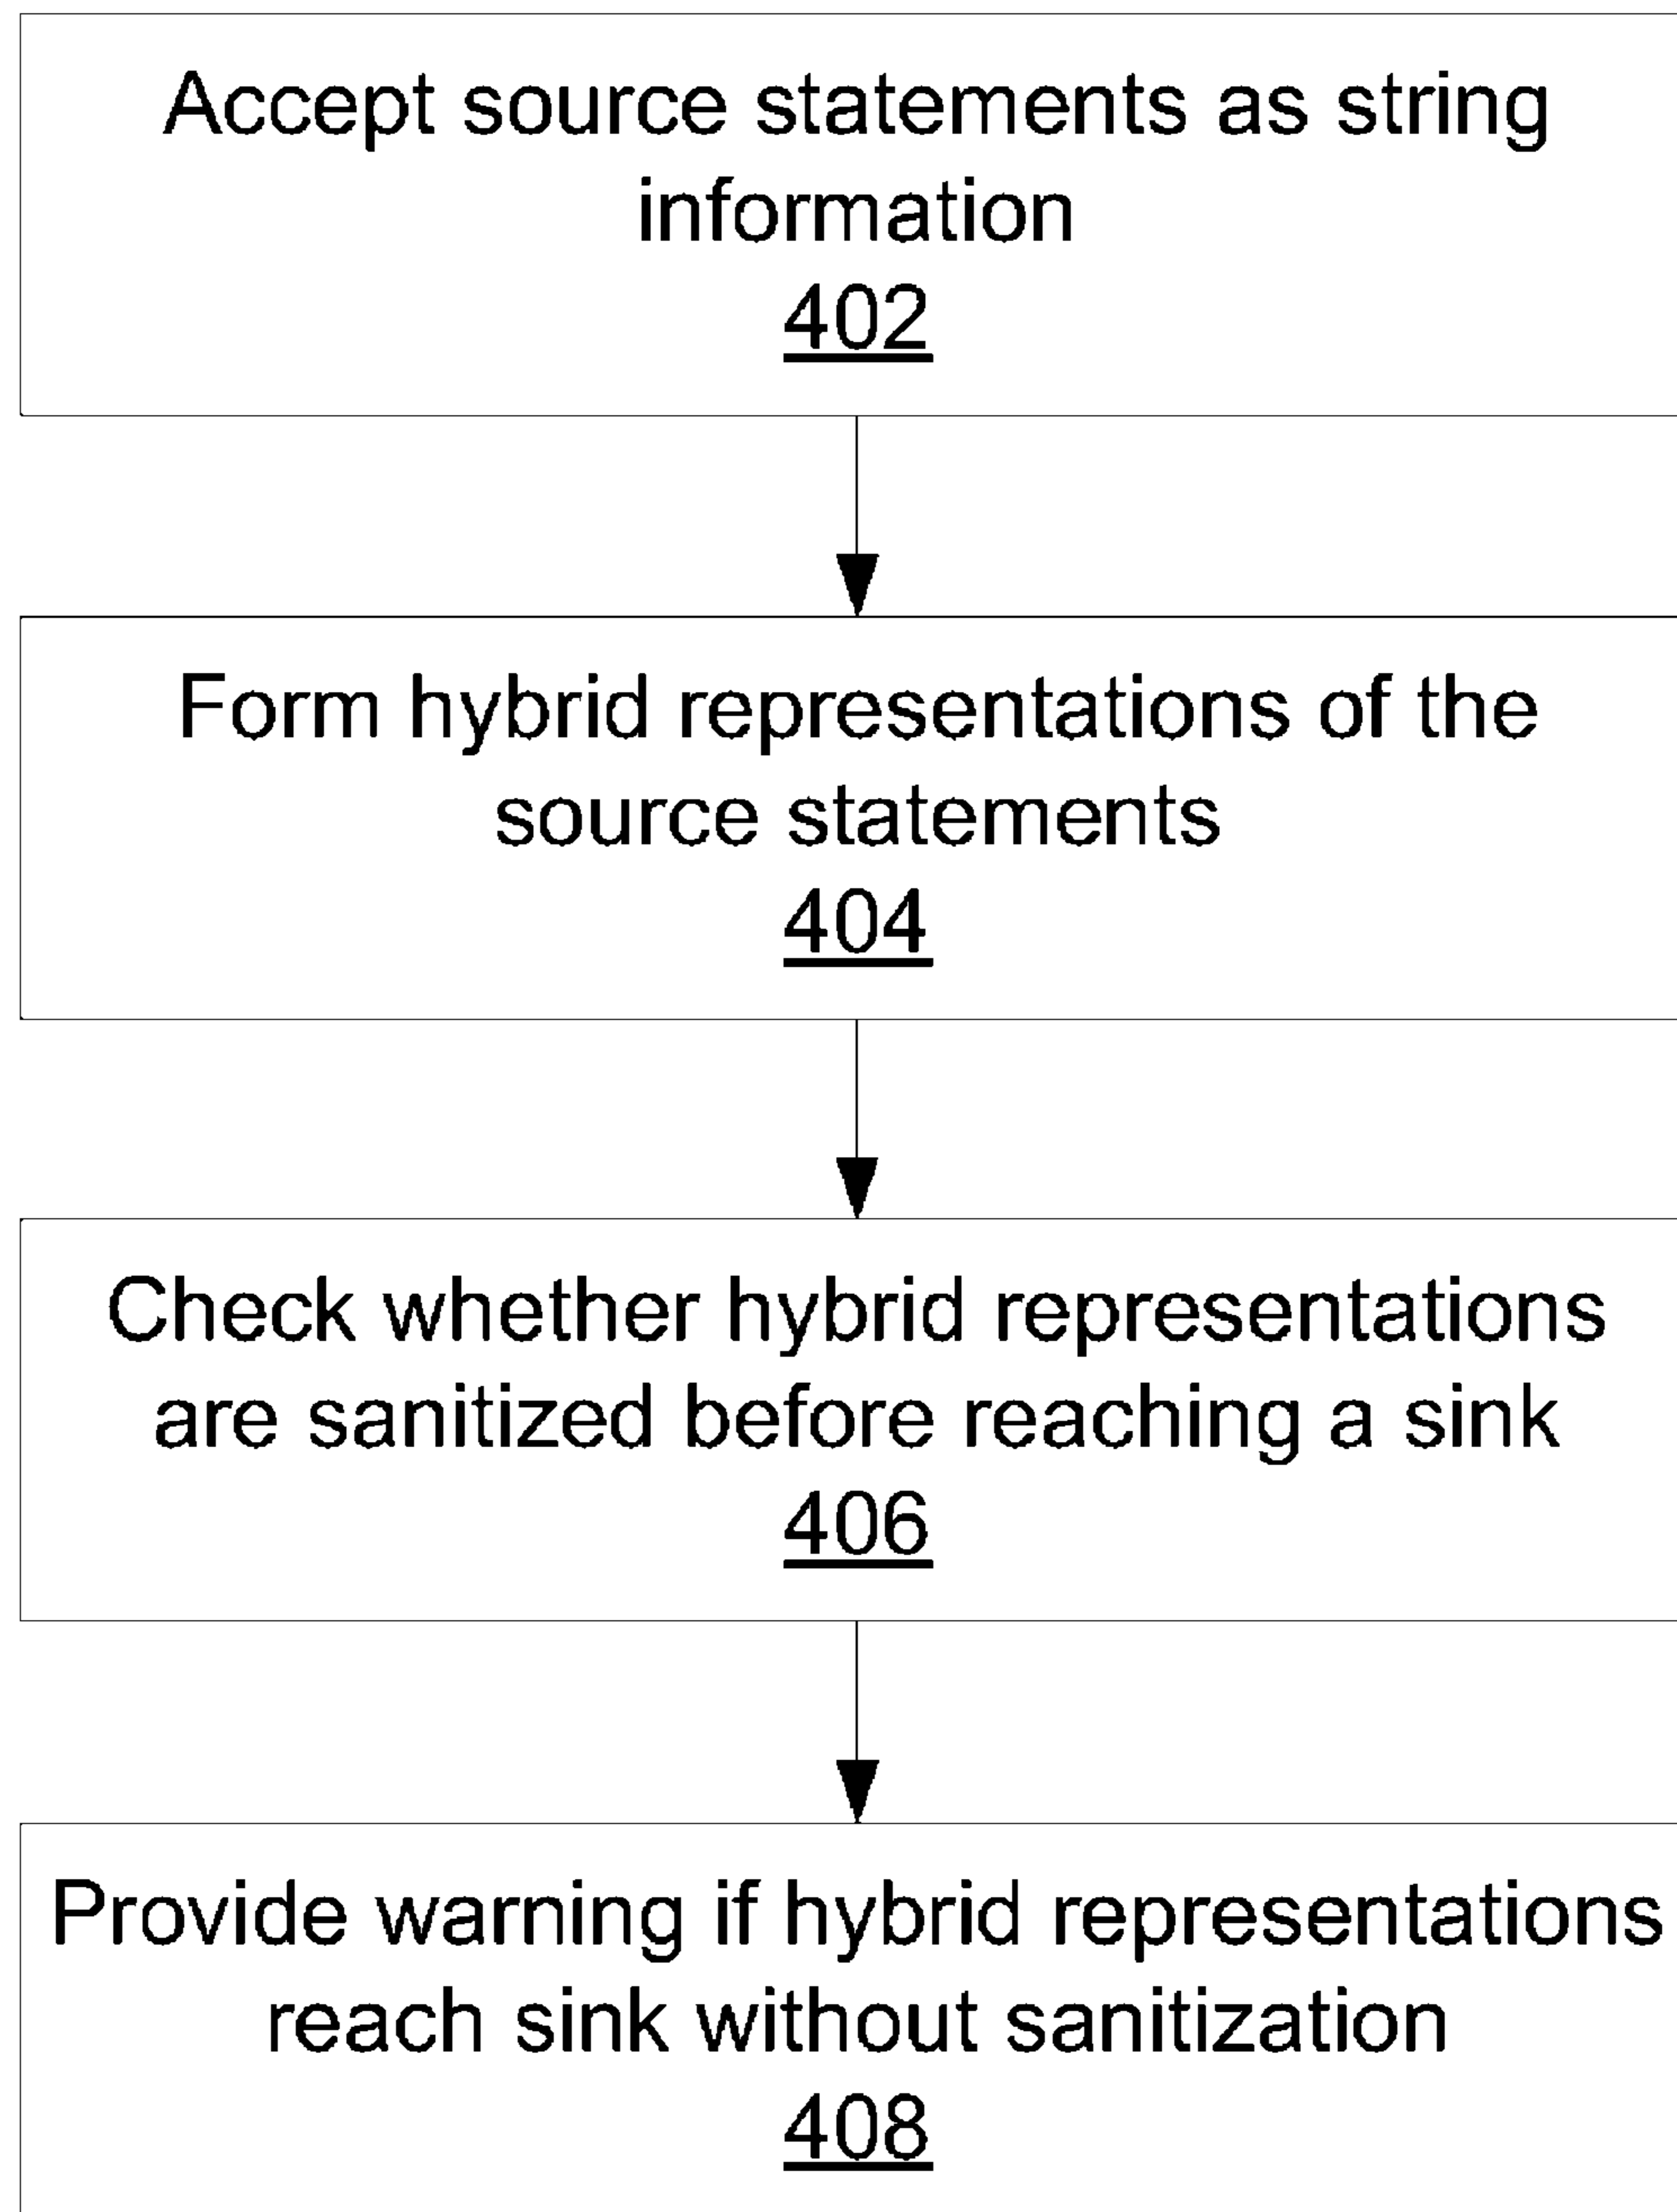 Accept source statements as string
information
402
Form hybrid representations of the
source statements
404
Check whether hybrid representations
are sanitized before reaching a sink
406
Provide warning if hybrid representations
reach sink without sanitization
408